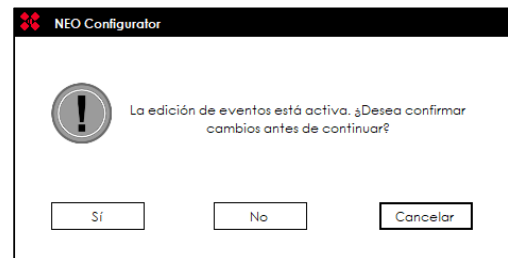 NEO Configurator
La edición de eventos está activa. ¿Desea confirmar
cambios antes de continuar?
Sí
No
Cancelar